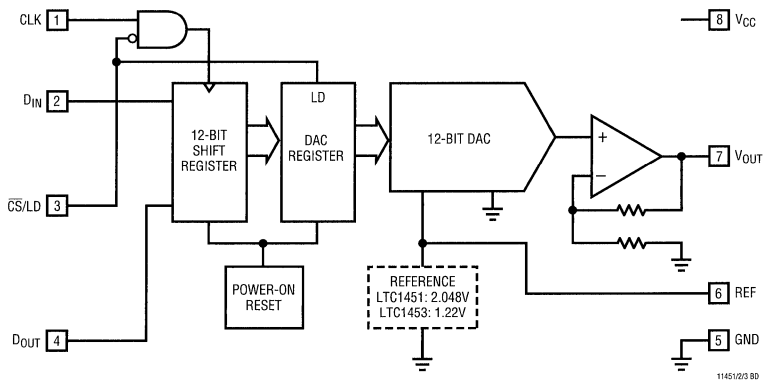 CLK 1
8 VCC
DIN 2
LD
12-BIT
SHIFT
REGISTER
DAC
REGISTER
12-BIT DAC
+
−
7 VOUT
C̅S̅/LD 3
POWER-ON
RESET
REFERENCE
LTC1451: 2.048V
LTC1453: 1.22V
6 REF
DOUT 4
5 GND
11451/2/3 BD